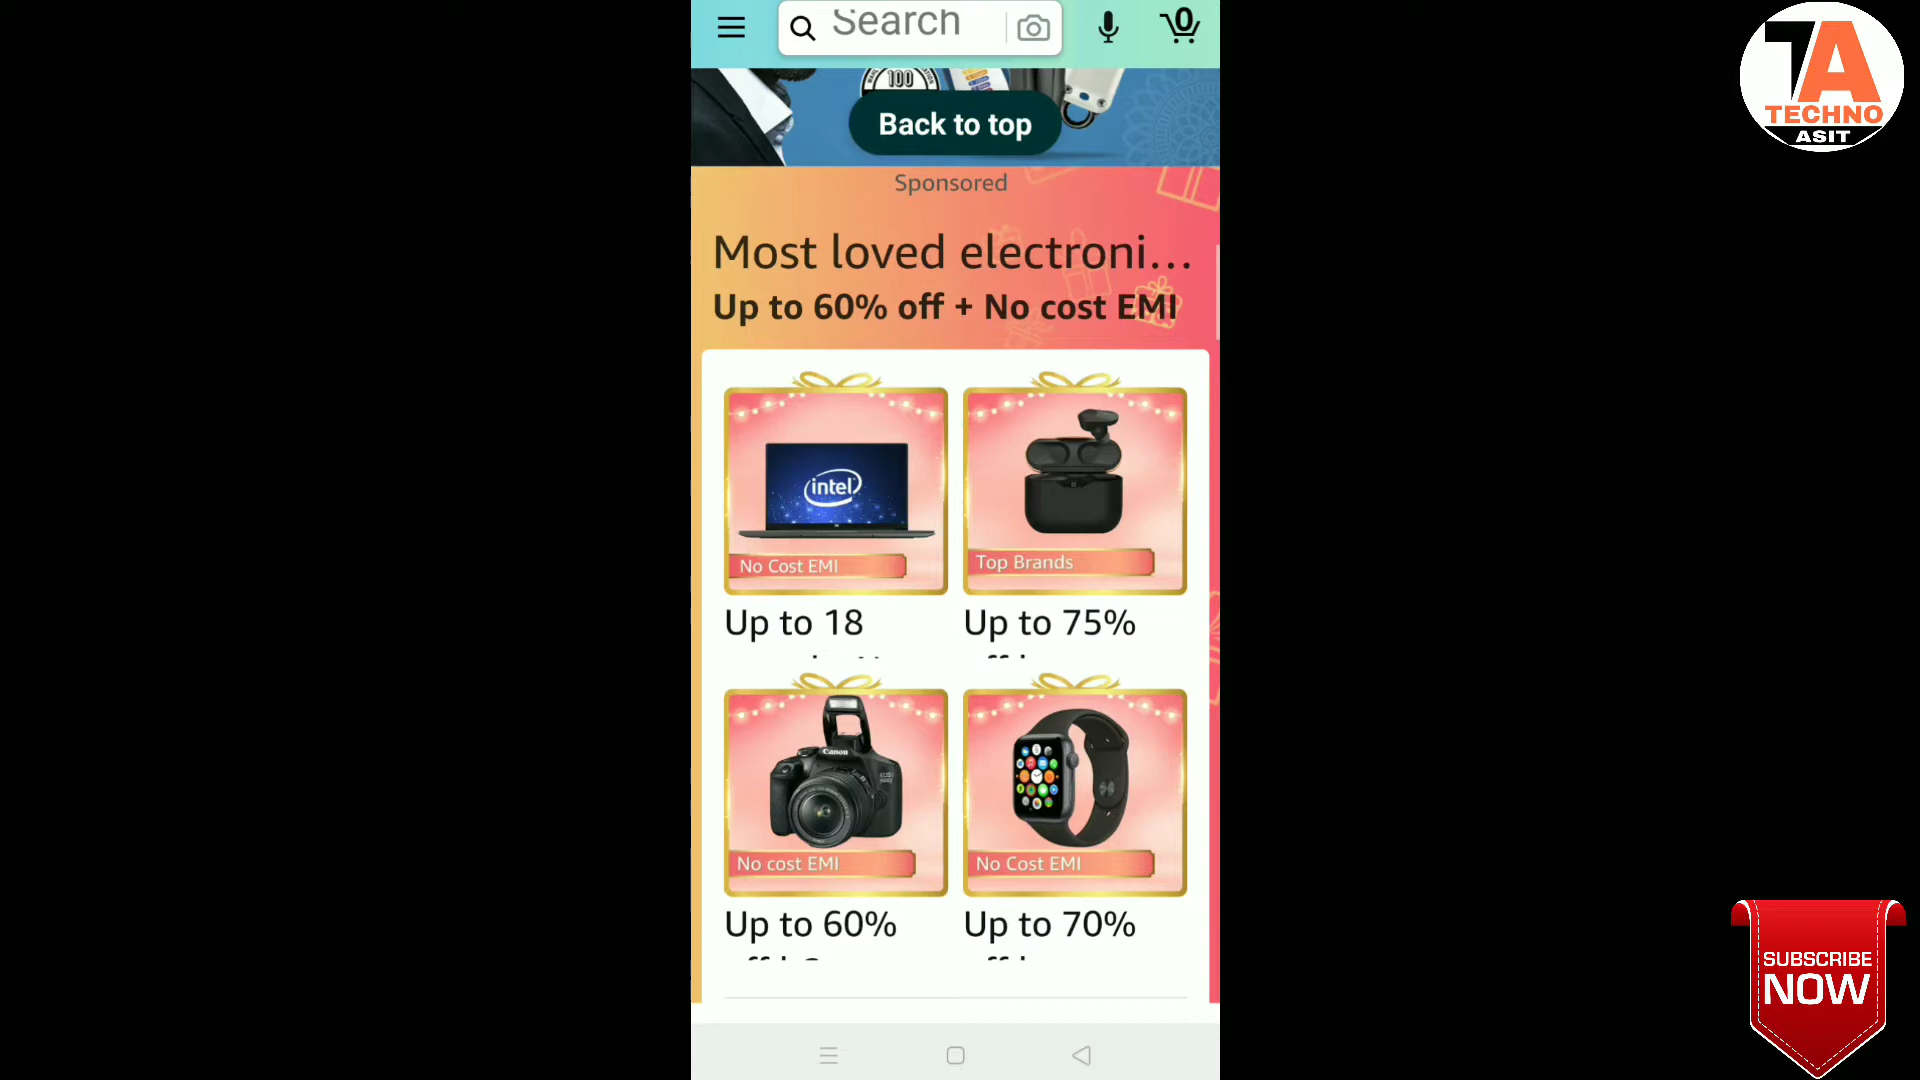 Search
0
TA
TECHNO
ASIT
100
Back to top
Sponsored
Most loved electroni...
Up to 60% off + No cost EMI
intel
No Cost EMI
Top Brands
Up to 18
Up to 75%
Canon
No cost EMI
No Cost EMI
Up to 60%
Up to 70%
SUBSCRIBE
NOW